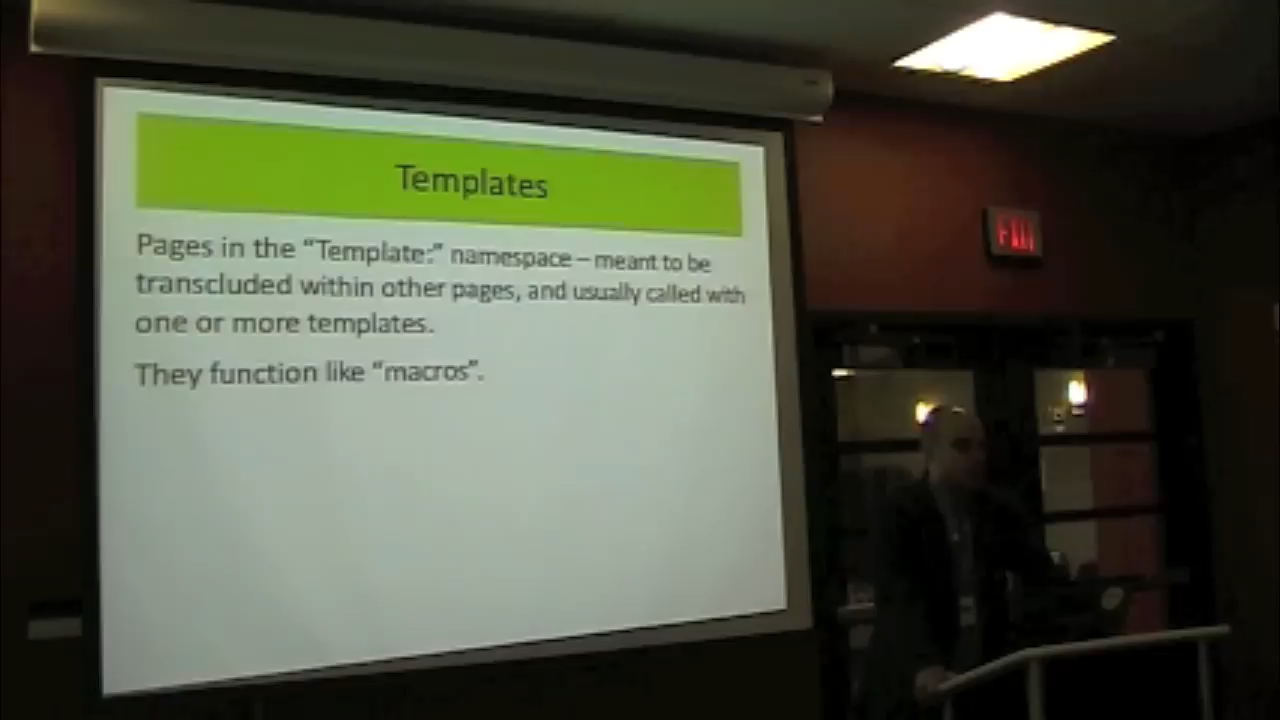 Templates
Pages in the “Template:” namespace – meant to be
transcluded within other pages, and usually called with
one or more templates.
They function like “macros”.
EXIT